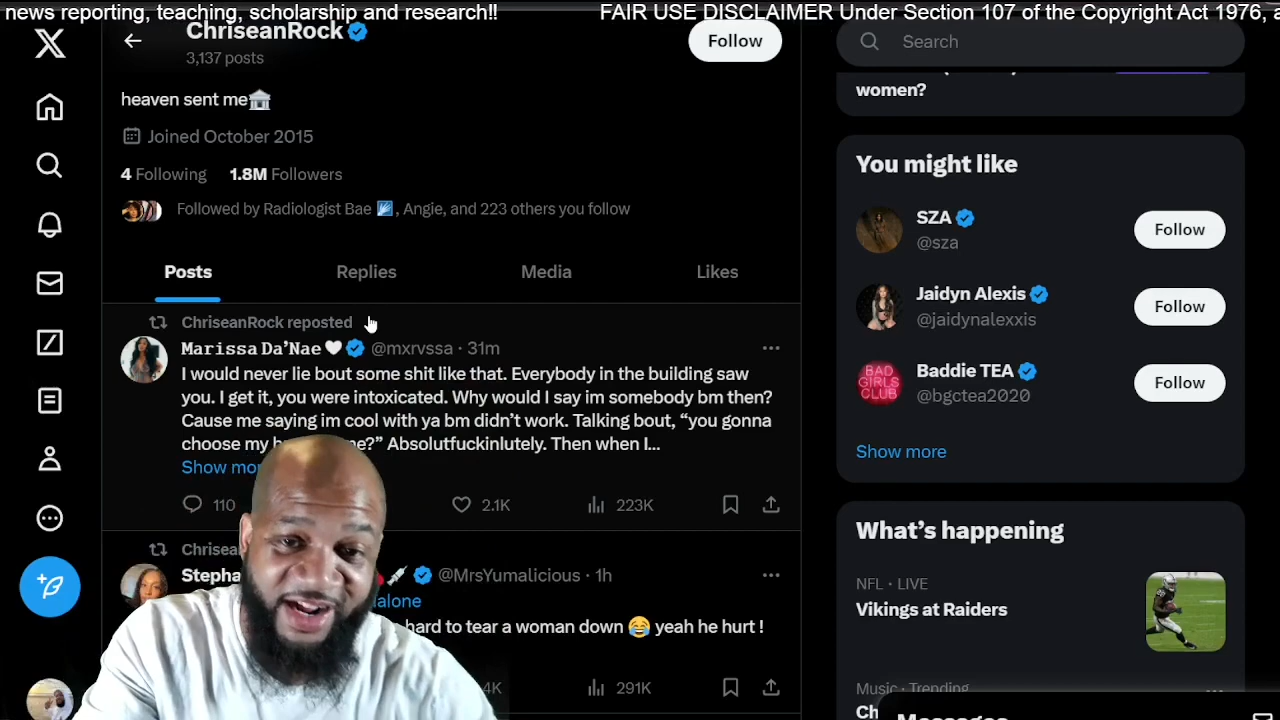 news reporting, teaching, scholarship and research!! FAIR USE DISCLAIMER Under Section 107 of the Copyright Act 1976,
ChriseanRock
3,137 posts
Follow
Search
heaven sent me
Joined October 2015
4 Following 1.8M Followers
Followed by Radiologist Bae, Angie, and 223 others you follow
Posts Replies Media Likes
ChriseanRock reposted
Marissa Da’Nae @mxrvssa · 31m
I would never lie bout some shit like that. Everybody in the building saw
you. I get it, you were intoxicated. Why would I say im somebody bm then?
Cause me saying im cool with ya bm didn’t work. Talking bout, “you gonna
choose my Absolutfuckinlutely. Then when I...
Show
110 2.1K 223K
@MrsYumalicious · 1h
hard to tear a woman down 😂 yeah he hurt !
291K
women?
You might like
SZA
@sza
Follow
Jaidyn Alexis
@jaidynalexxis
Follow
Baddie TEA
@bgctea2020
Follow
BAD
GIRLS
CLUB
Show more
What’s happening
NFL · LIVE
Vikings at Raiders
Music · Trending
Messages